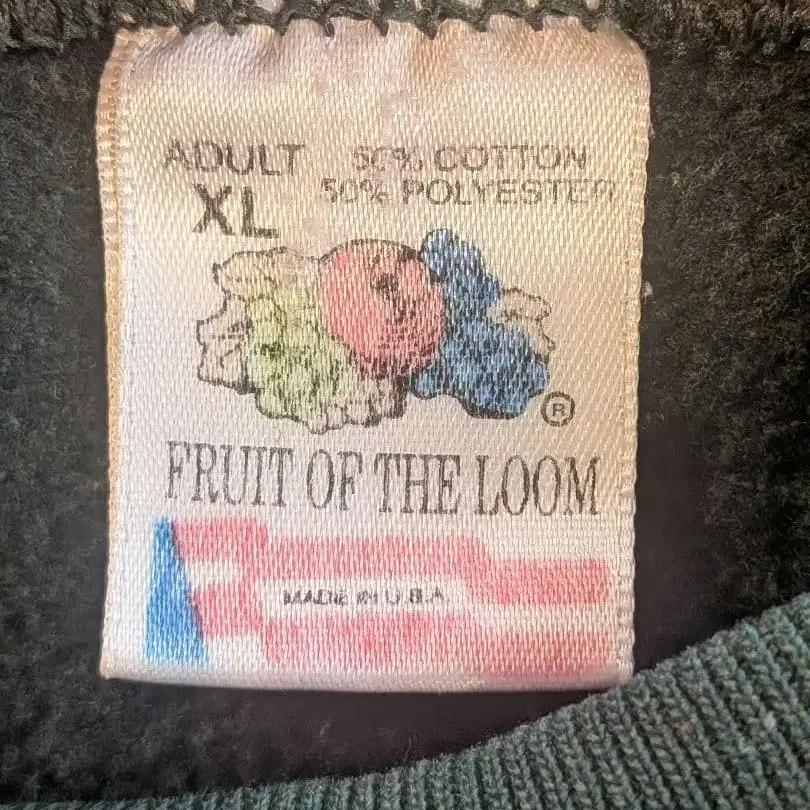 ADULT
XL
50% COTTON
50% POLYESTER
®
FRUIT OF THE LOOM
MADE IN U.S.A.